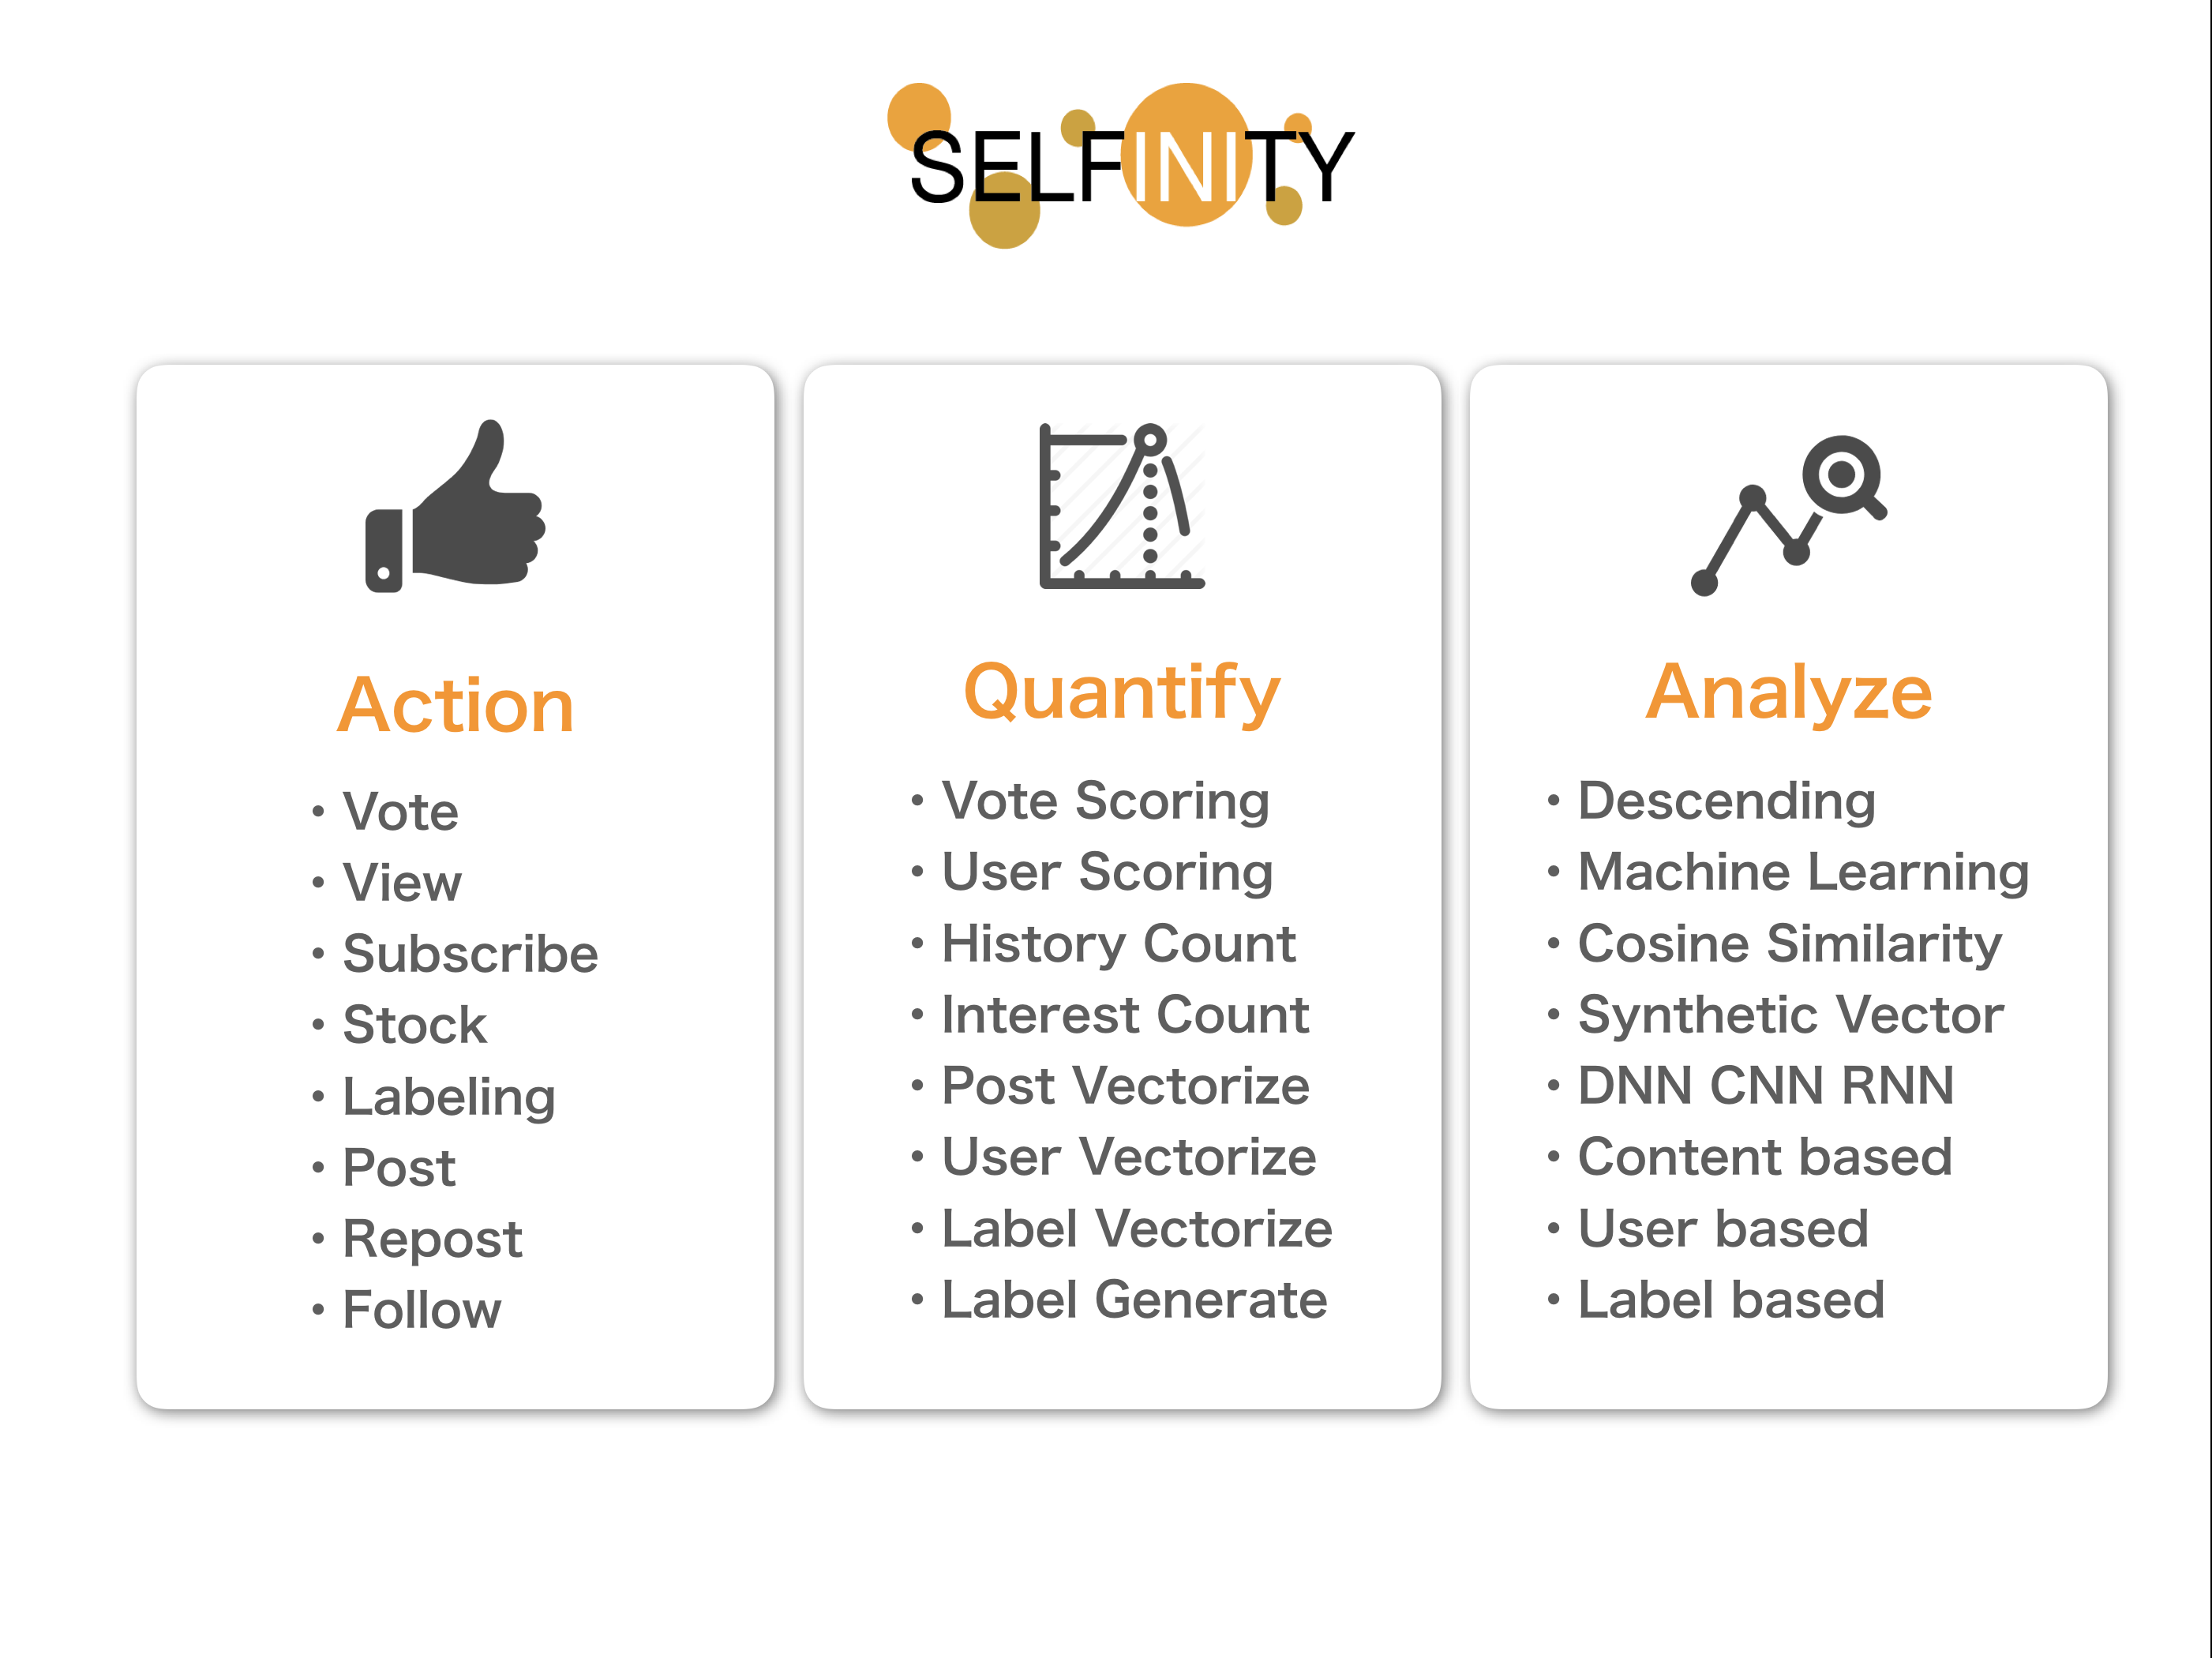 SELFINITY
Action
• Vote
• View
• Subscribe
• Stock
• Labeling
• Post
• Repost
• Follow
Quantify
• Vote Scoring
• User Scoring
• History Count
• Interest Count
• Post Vectorize
• User Vectorize
• Label Vectorize
• Label Generate
Analyze
• Descending
• Machine Learning
• Cosine Similarity
• Synthetic Vector
• DNN CNN RNN
• Content based
• User based
• Label based